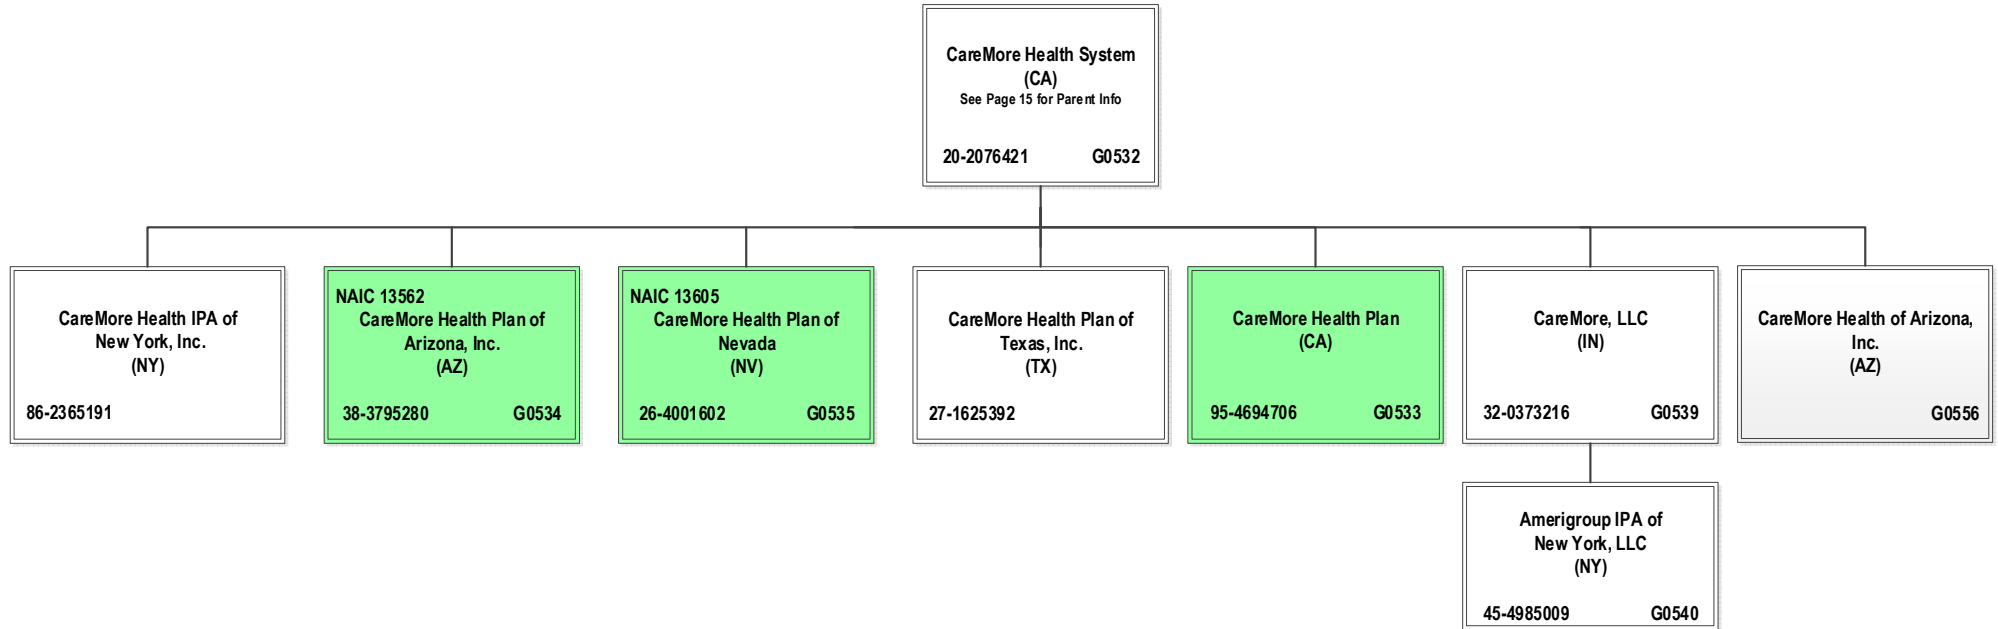 CareMore Health System
(CA)
See Page 15 for Parent Info
20-2076421 G0532
CareMore Health IPA of
New York, Inc.
(NY)
86-2365191
NAIC 13562
CareMore Health Plan of
Arizona, Inc.
(AZ)
38-3795280 G0534
NAIC 13605
CareMore Health Plan of
Nevada
(NV)
26-4001602 G0535
CareMore Health Plan of
Texas, Inc.
(TX)
27-1625392
CareMore Health Plan
(CA)
95-4694706 G0533
CareMore, LLC
(IN)
32-0373216 G0539
CareMore Health of Arizona,
Inc.
(AZ)
G0556
Amerigroup IPA of
New York, LLC
(NY)
45-4985009 G0540